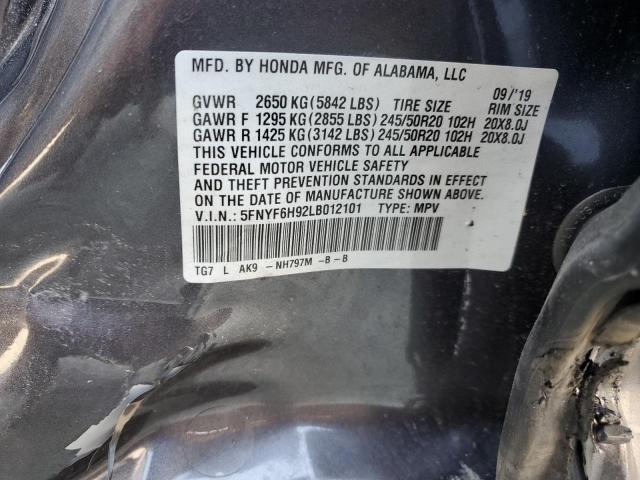 MFD. BY HONDA MFG. OF ALABAMA, LLC
09/'19
GVWR 2650 KG (5842 LBS) TIRE SIZE RIM SIZE
GAWR F 1295 KG (2855 LBS) 245/50R20 102H 20X8.0J
GAWR R 1425 KG (3142 LBS) 245/50R20 102H 20X8.0J
THIS VEHICLE CONFORMS TO ALL APPLICABLE
FEDERAL MOTOR VEHICLE SAFETY
AND THEFT PREVENTION STANDARDS IN EFFECT
ON THE DATE OF MANUFACTURE SHOWN ABOVE.
V.I.N.: 5FNYF6H92LB012101 TYPE: MPV
TG7 L AK9 -NH797M -B-B